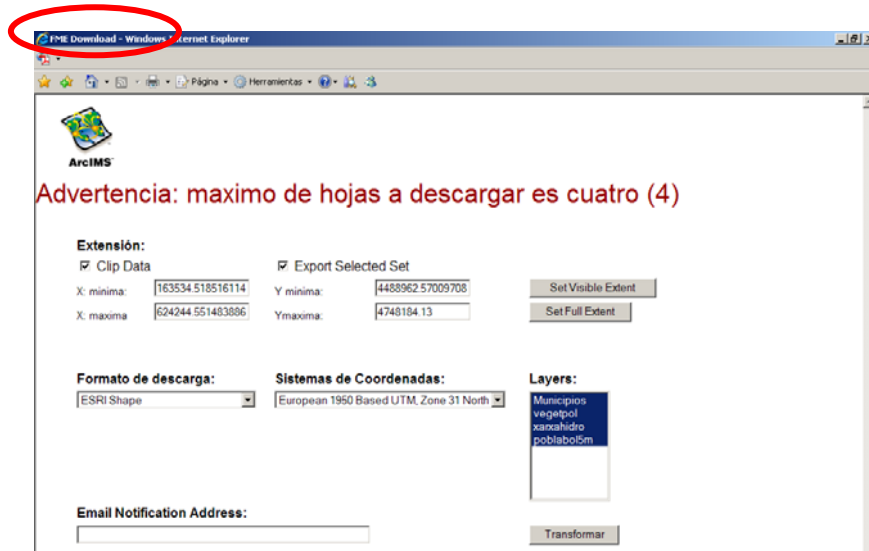 FME Download - Windows Internet Explorer
Página Herramientas
ArcIMS
Advertencia: maximo de hojas a descargar es cuatro (4)
Extensión:
Clip Data Export Selected Set
X: minima: 163534.518516114 Y minima: 4488962.57009708 Set Visible Extent
X: maxima 624244.551483886 Ymaxima: 4748184.13 Set Full Extent
Formato de descarga: Sistemas de Coordenadas: Layers:
ESRI Shape European 1950 Based UTM, Zone 31 North Municipios
vegetpol
xarxahidro
poblabol5m
Email Notification Address:
Transformar